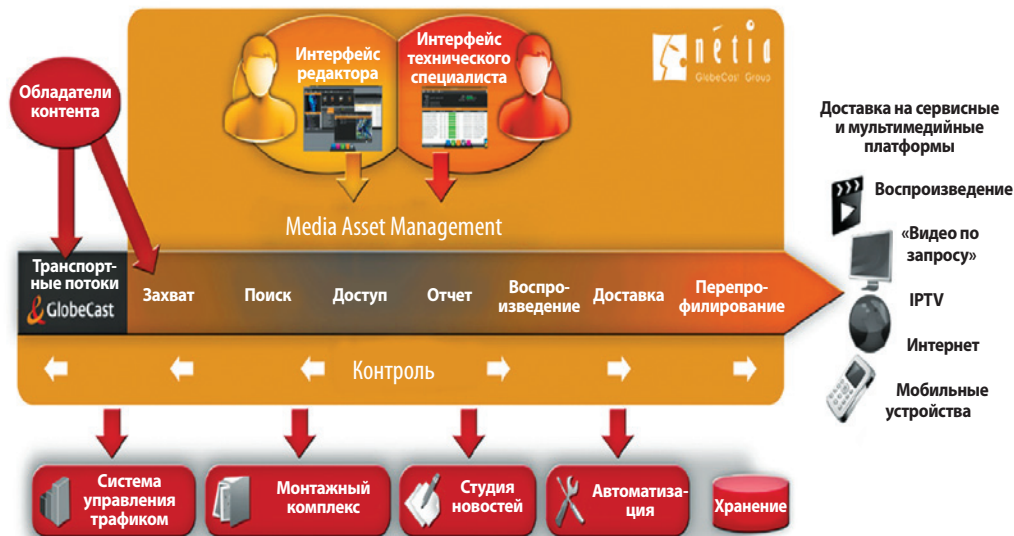 Интерфейс
редактора
Интерфейс
технического
специалиста
nētia
GlobeCast Group
Обладатели
контента
Доставка на сервисные
и мультимедийные
платформы
Воспроизведение
«Видео по
запросу»
IPTV
Интернет
Мобильные
устройства
Media Asset Management
Транспорт-
ные потоки
GlobeCast
Захват
Поиск
Доступ
Отчет
Воспро-
изведение
Доставка
Перепро-
филирование
Контроль
Система
управления
трафиком
Монтажный
комплекс
Студия
новостей
Автоматиза-
ция
Хранение